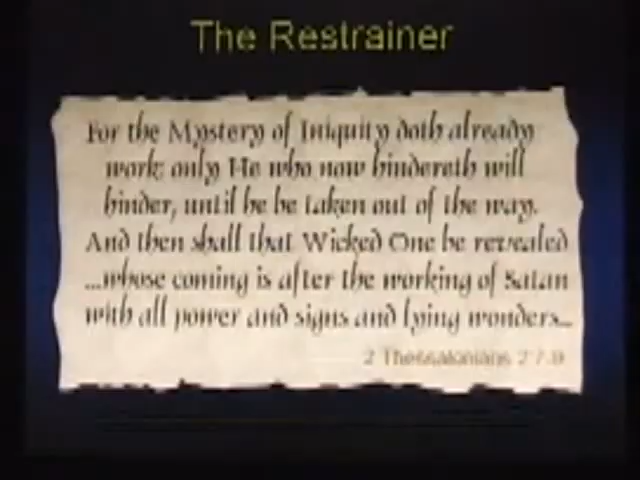 The Restrainer
For the Mystery of Iniquity doth already
work: only He who now hindereth will
hinder, until he be taken out of the way.
And then shall that Wicked One be revealed
...whose coming is after the working of Satan
with all power and signs and lying wonders...
2 Thessalonians 2:7-9